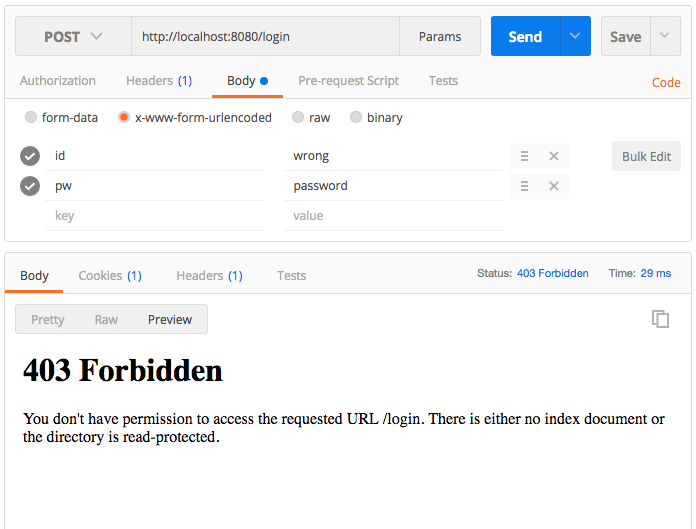 POST http://localhost:8080/login Params Send Save
Authorization Headers (1) Body Pre-request Script Tests Code
form-data x-www-form-urlencoded raw binary
id wrong Bulk Edit
pw password
key value
Body Cookies (1) Headers (1) Tests Status: 403 Forbidden Time: 29 ms
Pretty Raw Preview
403 Forbidden
You don't have permission to access the requested URL /login. There is either no index document or
the directory is read-protected.